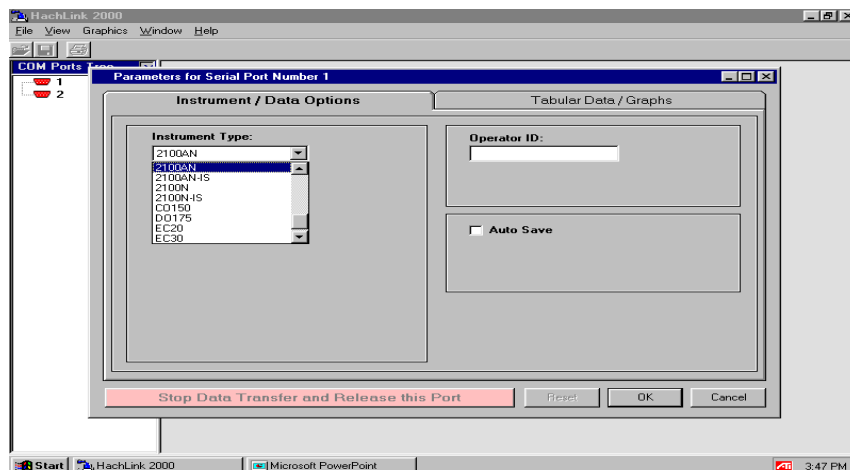 HachLink 2000
File View Graphics Window Help
COM Ports Tree
1
2
Parameters for Serial Port Number 1
Instrument / Data Options
Tabular Data / Graphs
Instrument Type:
2100AN
2100AN
2100AN-IS
2100N
2100N-IS
CO150
DO175
EC20
EC30
Operator ID:
Auto Save
Stop Data Transfer and Release this Port
Reset
OK
Cancel
Start
HachLink 2000
Microsoft PowerPoint
ATI
3:47 PM